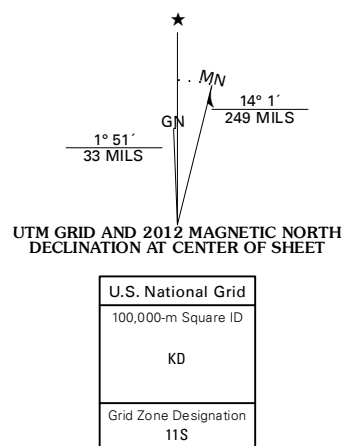 ★
MN
GN
1° 51´
33 MILS
14° 1´
249 MILS
UTM GRID AND 2012 MAGNETIC NORTH
DECLINATION AT CENTER OF SHEET
U.S. National Grid
100,000-m Square ID
KD
Grid Zone Designation
11S